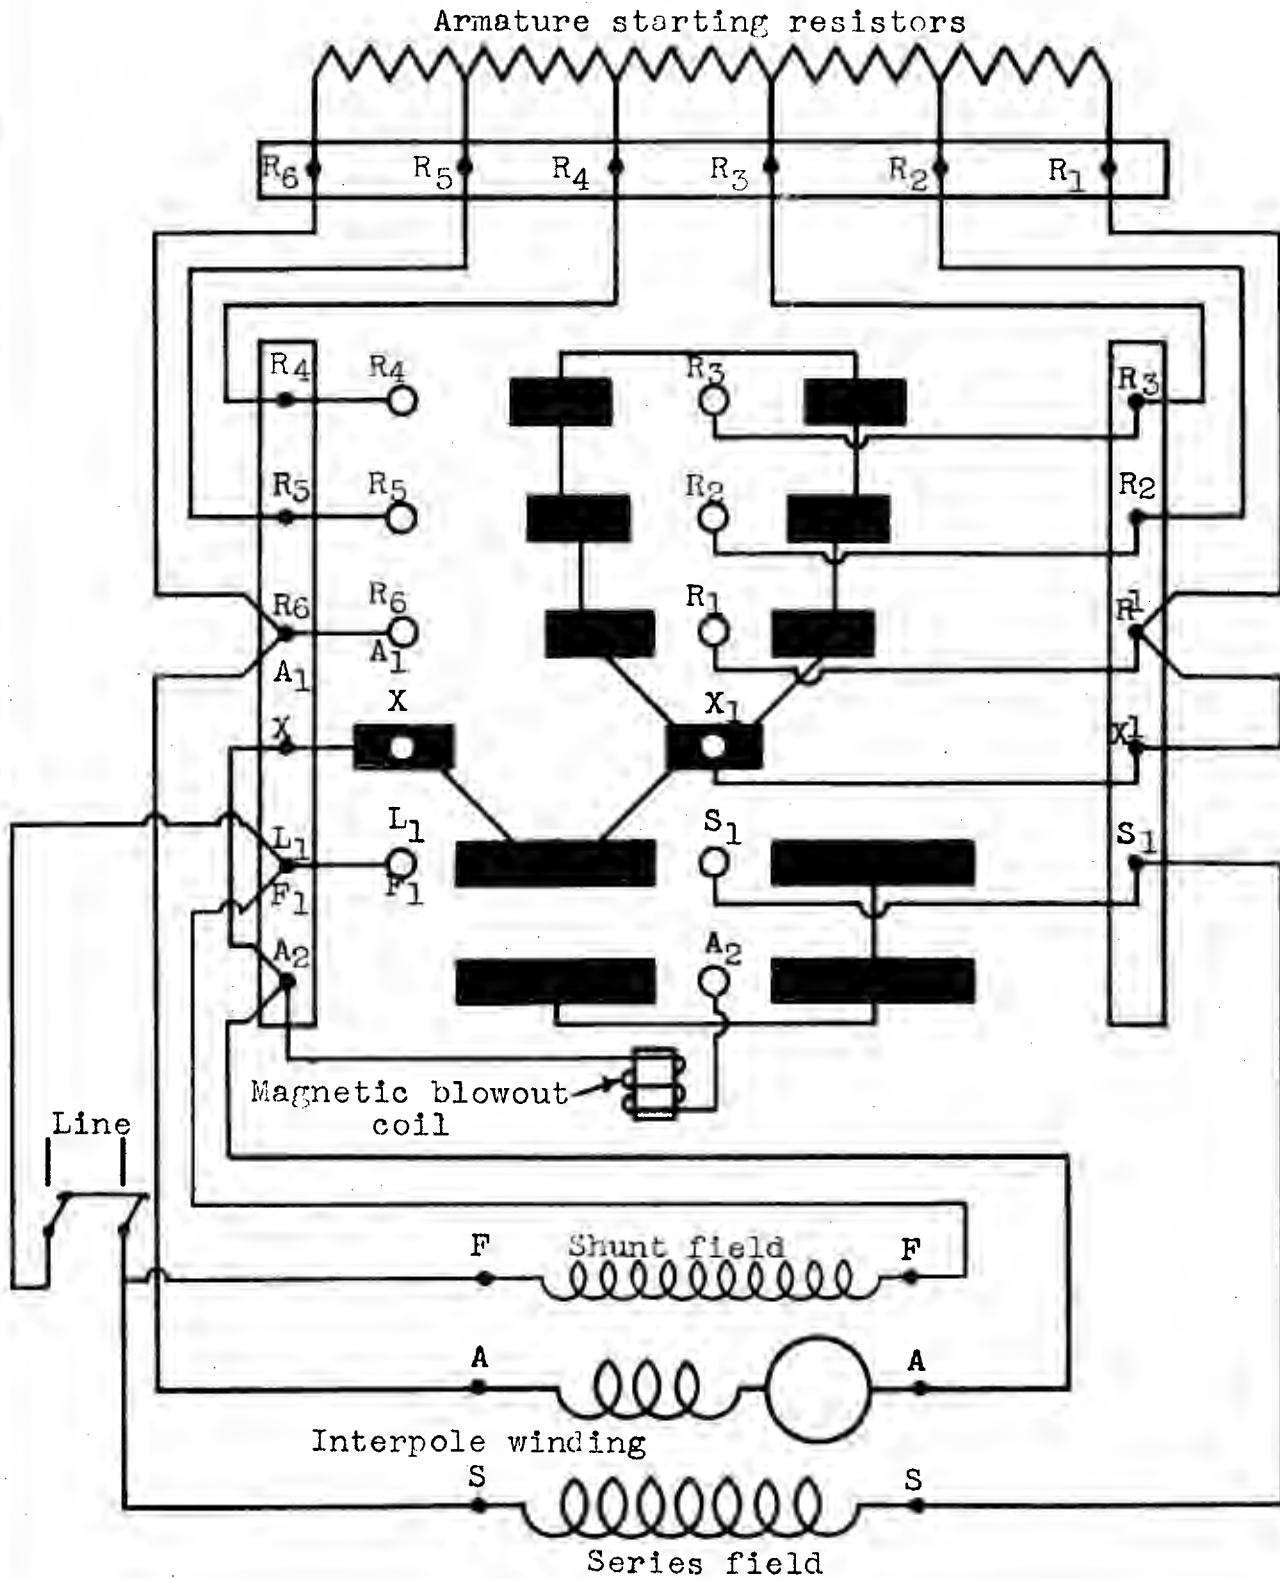 Armature starting resistors
R6 R5 R4 R3 R2 R1
R4 R4 R3 R3
R5 R5 R2 R2
R6 R6 R1 R1
A1 A1
X X X1 X1
L1 L1 S1 S1
F1 F1
A2 A2
Magnetic blowout
coil
Line
F Shunt field F
A A
Interpole winding
S S
Series field